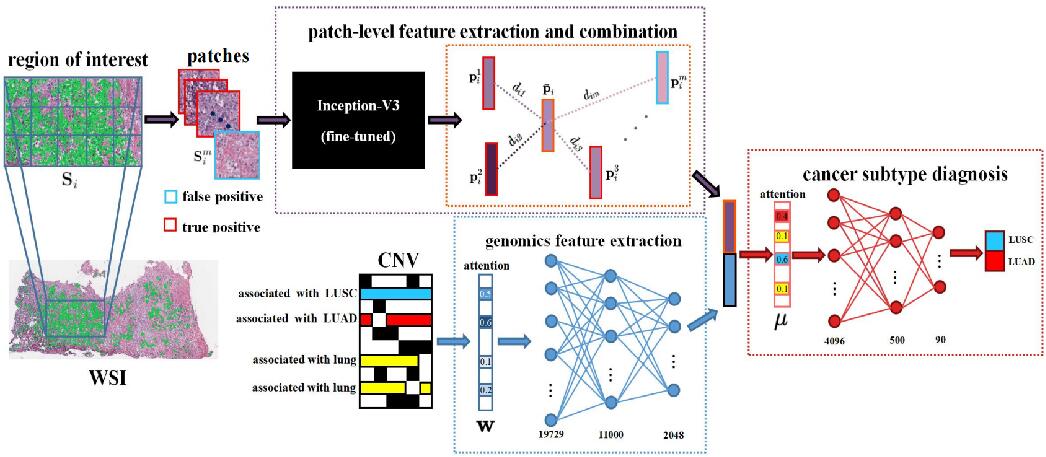 patch-level feature extraction and combination
region of interest
patches
Inception-V3
(fine-tuned)
p_i^1
p̄_i
p_i^m
d_{i1}
d_{im}
d_{i2}
d_{i3}
p_i^2
p_i^3
S_i^m
S_i
false positive
true positive
WSI
CNV
associated with LUSC
associated with LUAD
associated with lung
associated with lung
genomics feature extraction
attention
0.5
0.6
0.1
0.2
w
19729
11000
2048
cancer subtype diagnosis
attention
0.4
0.1
0.6
0.1
μ
4096
500
90
LUSC
LUAD